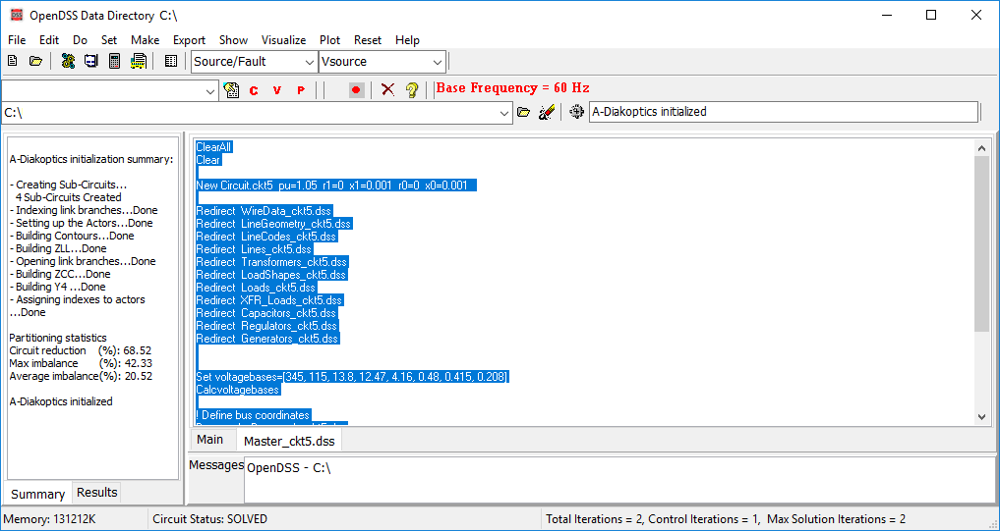 OpenDSS Data Directory C:\
File Edit Do Set Make Export Show Visualize Plot Reset Help
Source/Fault Vsource
C V P Base Frequency = 60 Hz
C:\ A-Diakoptics initialized
A-Diakoptics initialization summary:
- Creating Sub-Circuits...
4 Sub-Circuits Created
- Indexing link branches...Done
- Setting up the Actors...Done
- Building Contours...Done
- Building ZLL...Done
- Opening link branches...Done
- Building ZCC...Done
- Building Y4 ...Done
- Assigning indexes to actors
...Done
Partitioning statistics
Circuit reduction (%): 68.52
Max imbalance (%): 42.33
Average imbalance(%): 20.52
A-Diakoptics initialized
Summary Results
ClearAll
Clear
New Circuit.ckt5 pu=1.05 r1=0 x1=0.001 r0=0 x0=0.001
Redirect WireData_ckt5.dss
Redirect LineGeometry_ckt5.dss
Redirect LineCodes_ckt5.dss
Redirect Lines_ckt5.dss
Redirect Transformers_ckt5.dss
Redirect LoadShapes_ckt5.dss
Redirect Loads_ckt5.dss
Redirect XFR_Loads_ckt5.dss
Redirect Capacitors_ckt5.dss
Redirect Regulators_ckt5.dss
Redirect Generators_ckt5.dss
Set voltagebases=[345, 115, 13.8, 12.47, 4.16, 0.48, 0.415, 0.208]
Calcvoltagebases
! Define bus coordinates
Main Master_ckt5.dss
Messages OpenDSS - C:\
Memory: 131212K Circuit Status: SOLVED Total Iterations = 2, Control Iterations = 1, Max Solution Iterations = 2